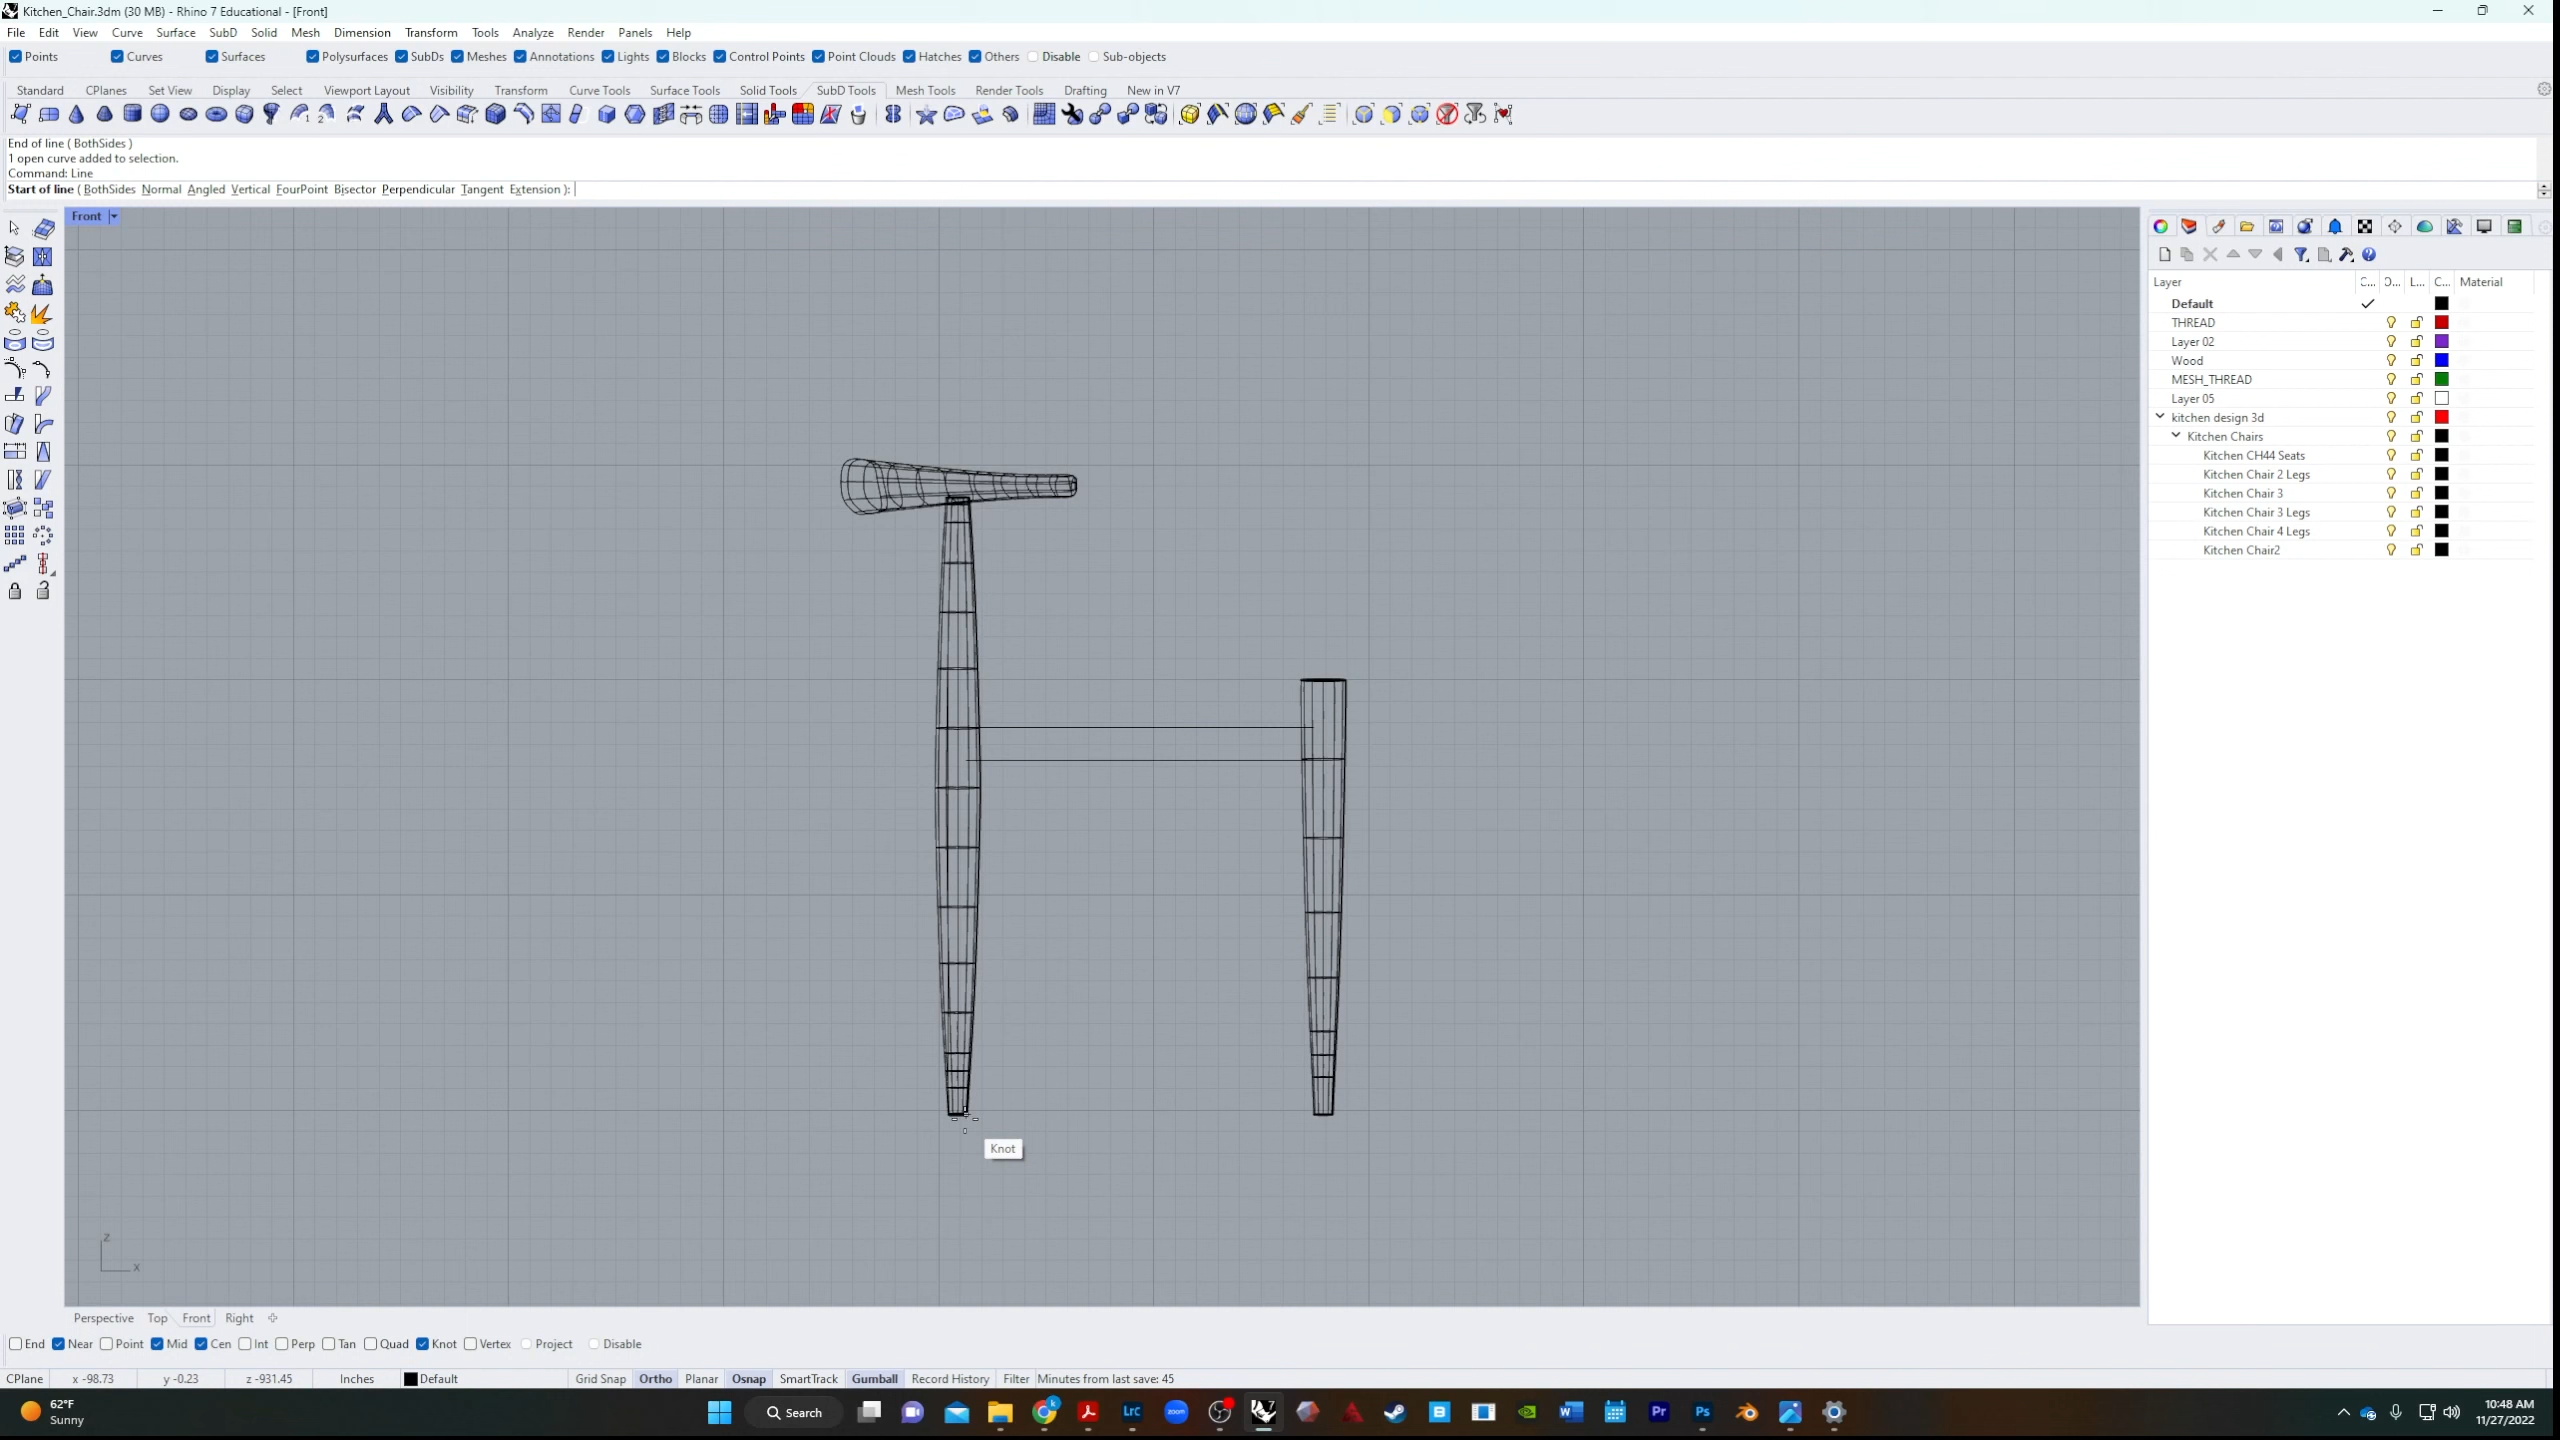 Kitchen_Chair.3dm (30 MB) - Rhino 7 Educational - [Front]
File Edit View Curve Surface SubD Solid Mesh Dimension Transform Tools Analyze Render Panels Help
Points Curves Surfaces Polysurfaces SubDs Meshes Annotations Lights Blocks Control Points Point Clouds Hatches Others Disable Sub-objects
Standard CPlanes Set View Display Select Viewport Layout Visibility Transform Curve Tools Surface Tools Solid Tools SubD Tools Mesh Tools Render Tools Drafting New in V7
End of line ( BothSides )
1 open curve added to selection.
Command: Line
Start of line ( BothSides Normal Angled Vertical FourPoint Bisector Perpendicular Tangent Extension ):
Front
Layer C... O... L... C... Material
Default
THREAD
Layer 02
Wood
MESH_THREAD
Layer 05
kitchen design 3d
Kitchen Chairs
Kitchen CH44 Seats
Kitchen Chair 2 Legs
Kitchen Chair 3
Kitchen Chair 3 Legs
Kitchen Chair 4 Legs
Kitchen Chair2
Knot
z
x
Perspective Top Front Right
End Near Point Mid Cen Int Perp Tan Quad Knot Vertex Project Disable
CPlane x -98.73 y -0.23 z -931.45 Inches Default Grid Snap Ortho Planar Osnap SmartTrack Gumball Record History Filter Minutes from last save: 45
62°F
Sunny
Search
Lrc
zoom
7
B
W
Pr
Ps
10:48 AM
11/27/2022